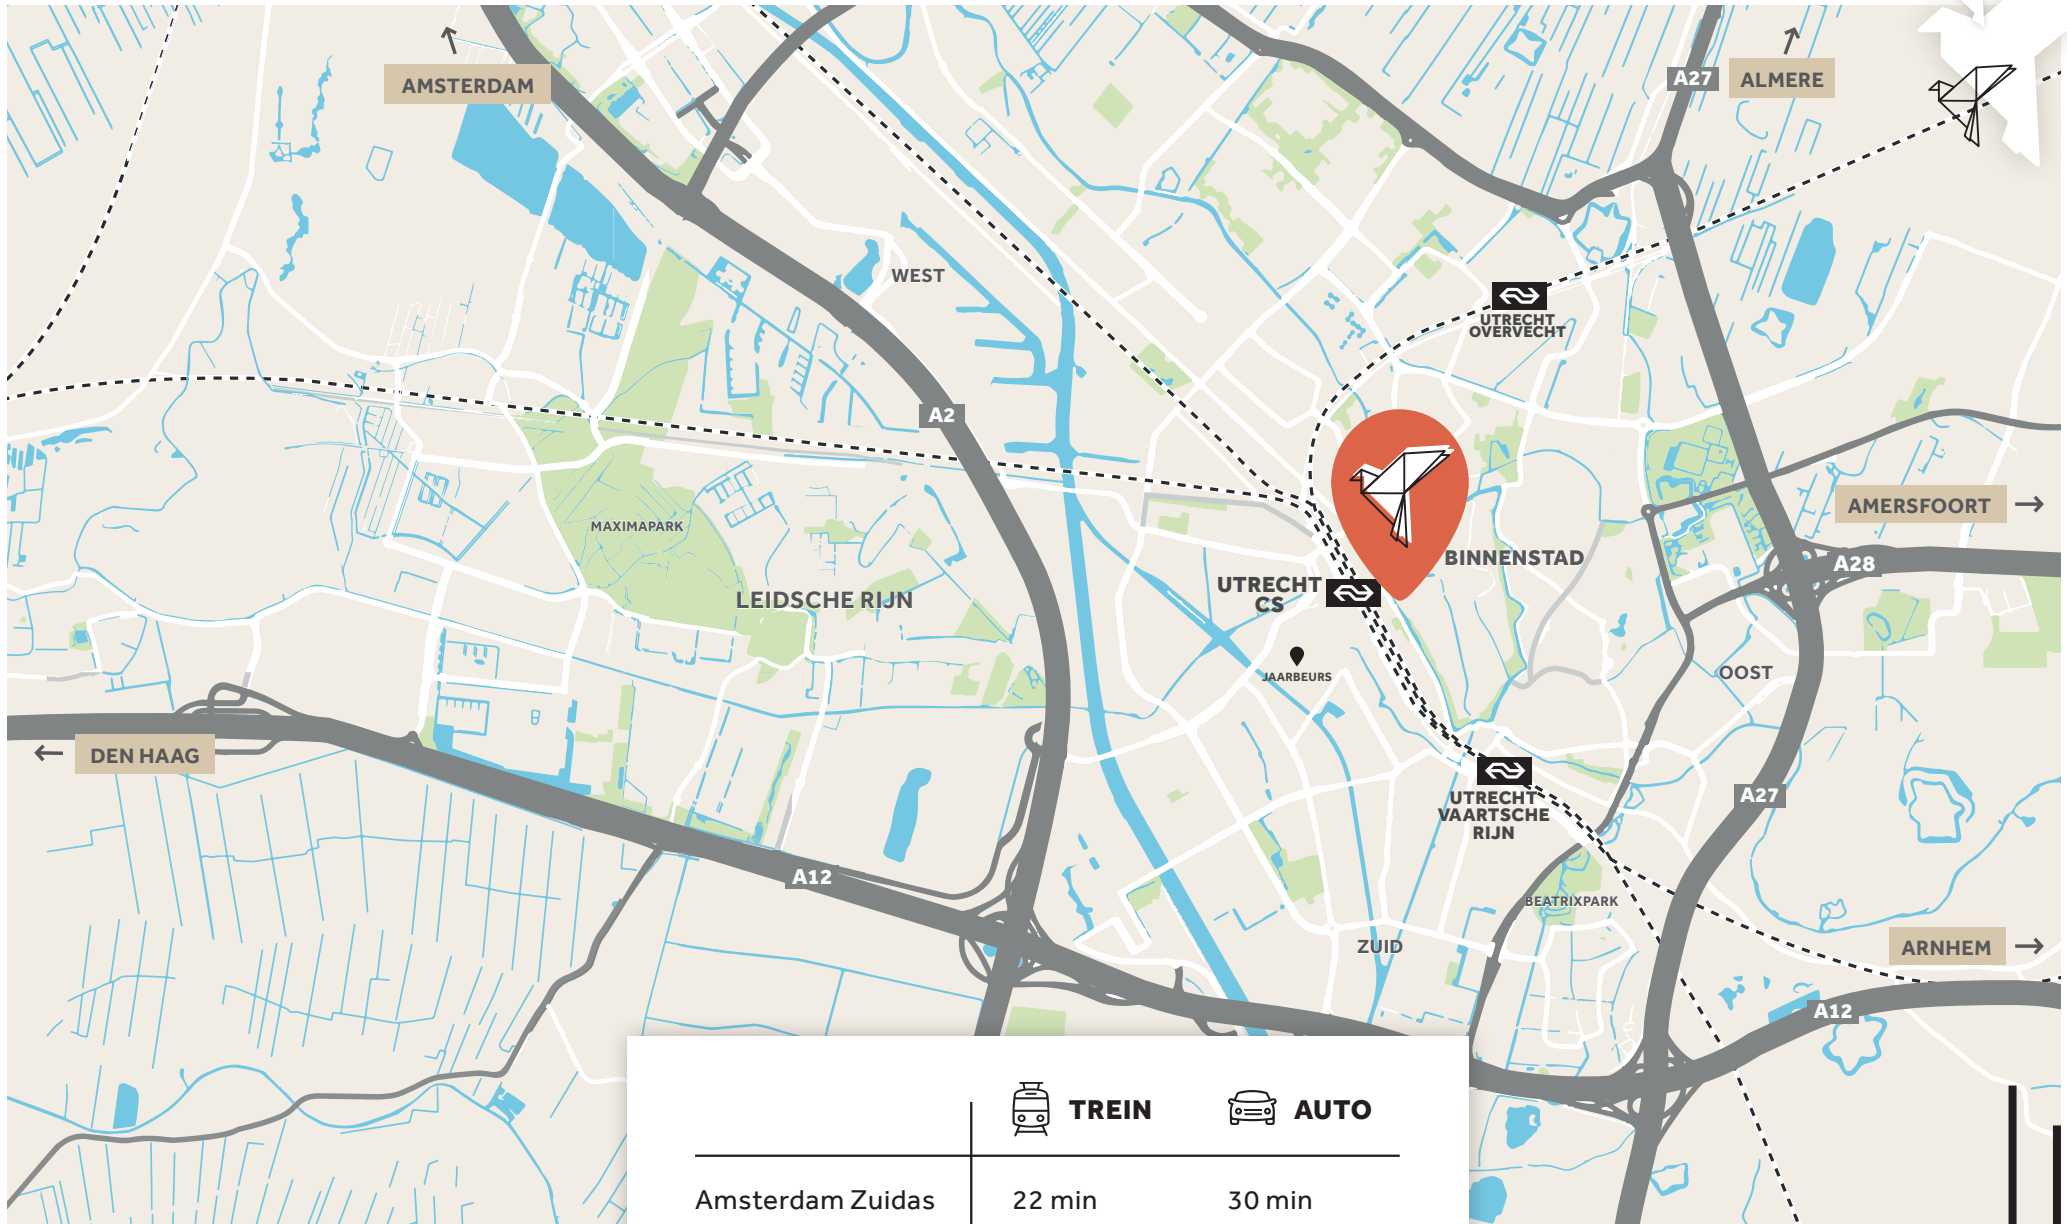 AMSTERDAM
A27
ALMERE
WEST
UTRECHT
OVERVECHT
A2
AMERSFOORT
MAXIMAPARK
BINNENSTAD
A28
LEIDSCHE RIJN
UTRECHT
CS
JAARBEURS
OOST
DEN HAAG
A27
UTRECHT
VAARTSCHE
RIJN
A12
BEATRIXPARK
ZUID
ARNHEM
A12
TREIN
AUTO
Amsterdam Zuidas 22 min 30 min